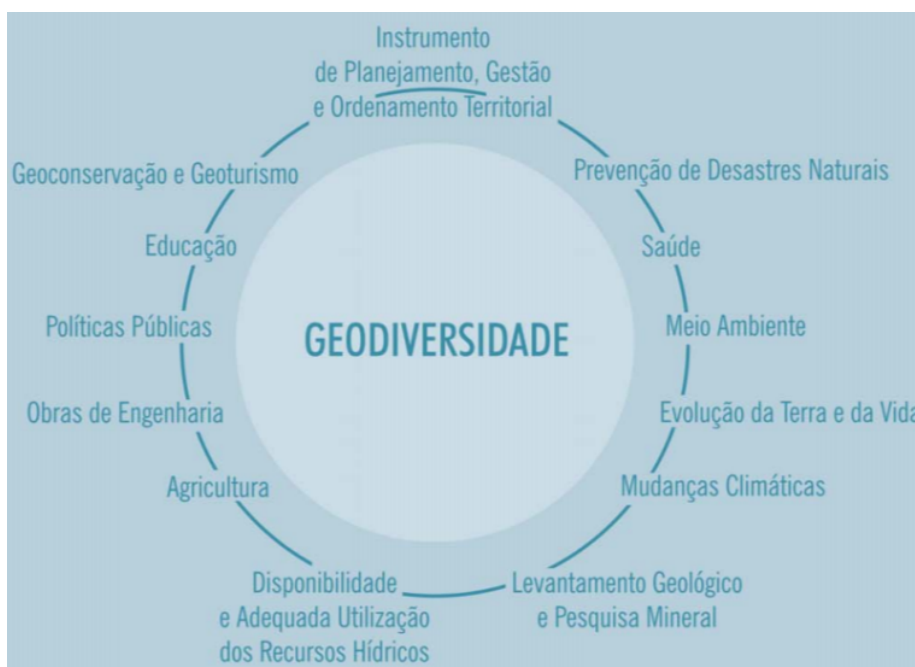 Instrumento
de Planejamento, Gestão
e Ordenamento Territorial
Geoconservação e Geoturismo
Prevenção de Desastres Naturais
Educação
Saúde
Políticas Públicas
GEODIVERSIDADE
Meio Ambiente
Obras de Engenharia
Evolução da Terra e da Vida
Agricultura
Mudanças Climáticas
Disponibilidade
e Adequada Utilização
dos Recursos Hídricos
Levantamento Geológico
e Pesquisa Mineral